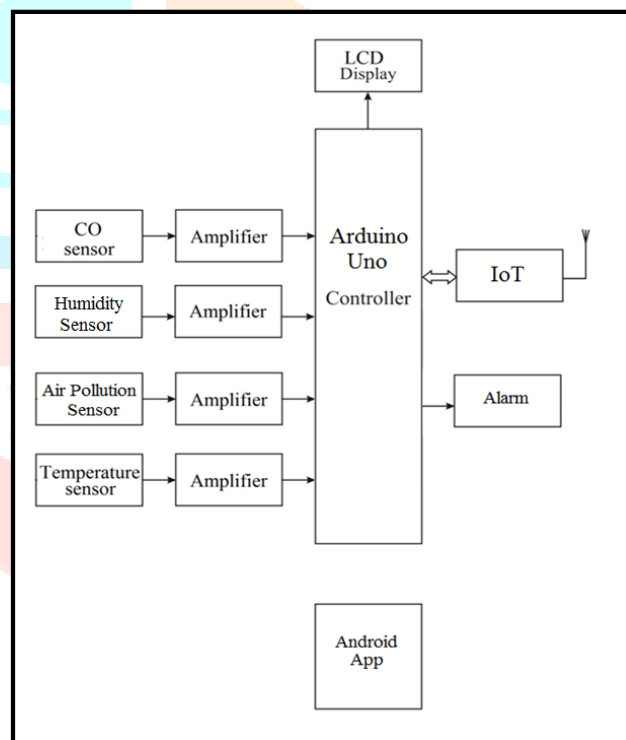 LCD
Display
CO
sensor
Amplifier
Humidity
Sensor
Amplifier
Air Pollution
Sensor
Amplifier
Temperature
sensor
Amplifier
Arduino
Uno
Controller
IoT
Alarm
Android
App